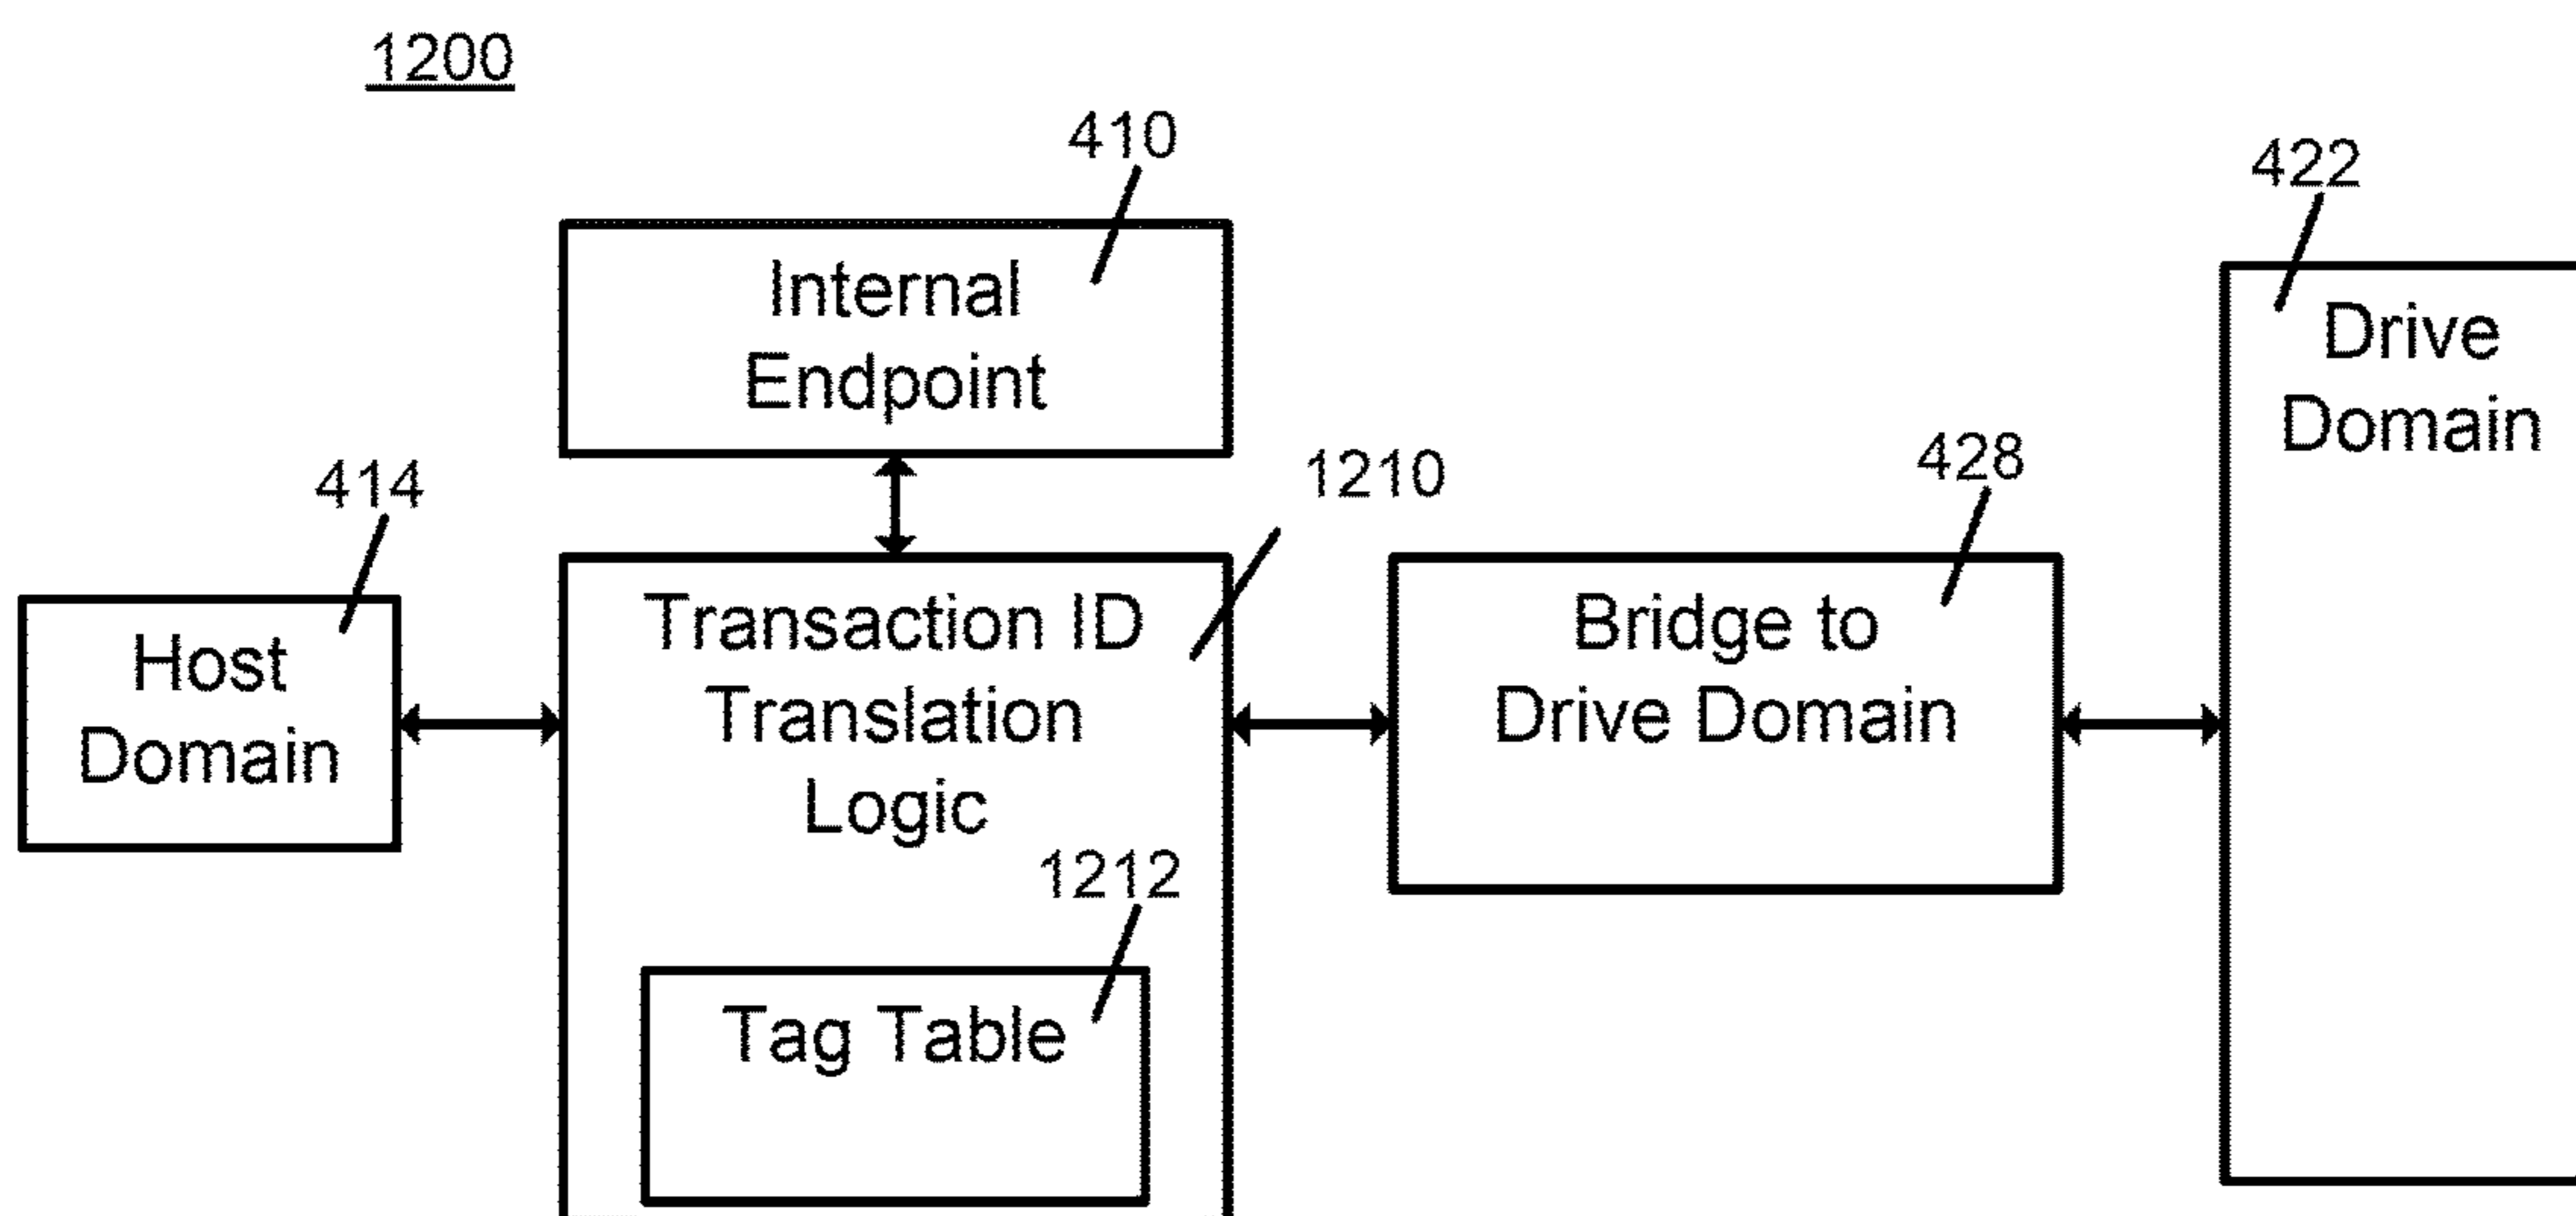 1200
410
Internal
Endpoint
422
Drive
Domain
414
Host
Domain
1210
Transaction ID
Translation
Logic
1212
Tag Table
428
Bridge to
Drive Domain